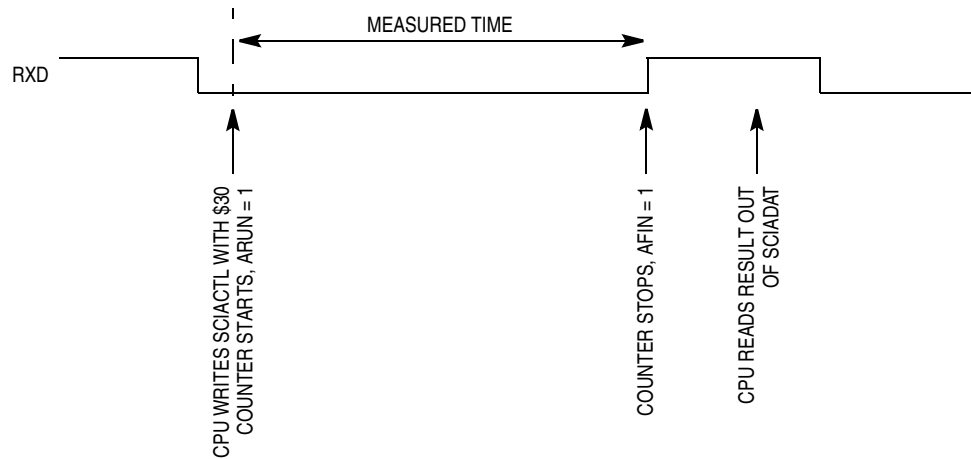 MEASURED TIME
RXD
CPU WRITES SCIACTL WITH $30
COUNTER STARTS, ARUN = 1
COUNTER STOPS, AFIN = 1
CPU READS RESULT OUT
OF SCIADAT